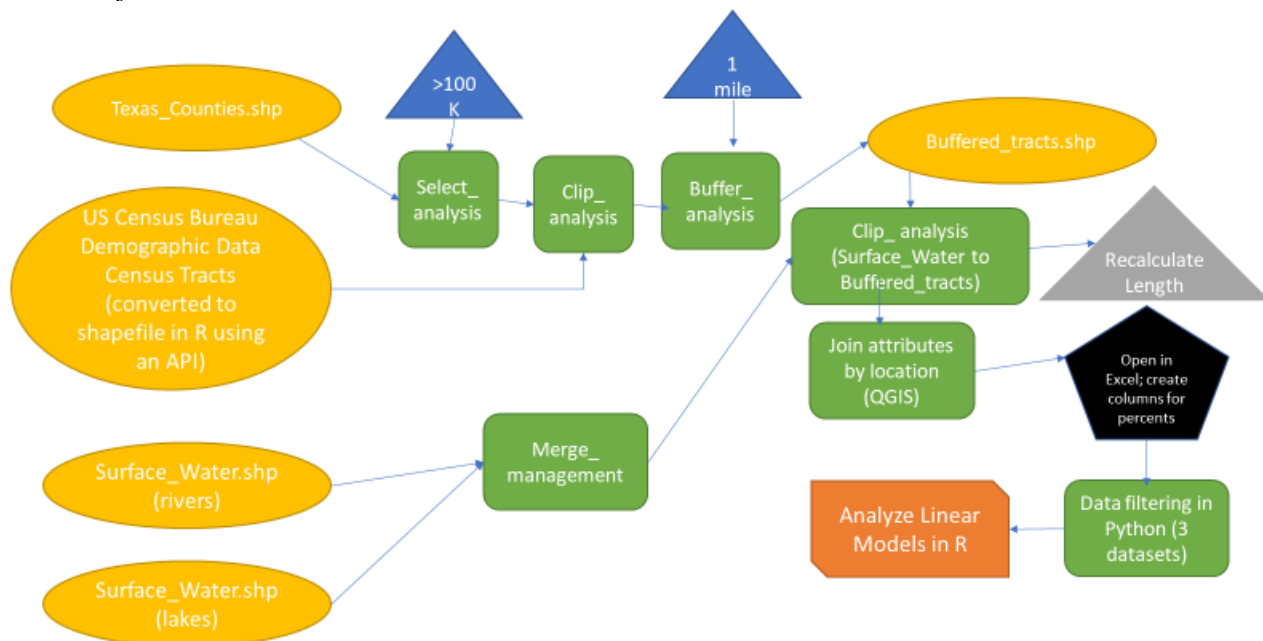 >100
K
1
mile
Texas_Counties.shp
Buffered_tracts.shp
Select_
analysis
Clip_
analysis
Buffer_
analysis
US Census Bureau
Demographic Data
Census Tracts
(converted to
shapefile in R using
an API)
Clip_ analysis
(Surface_Water to
Buffered_tracts)
Recalculate
Length
Join attributes
by location
(QGIS)
Open in
Excel; create
columns for
percents
Merge_
management
Surface_Water.shp
(rivers)
Analyze Linear
Models in R
Data filtering in
Python (3
datasets)
Surface_Water.shp
(lakes)